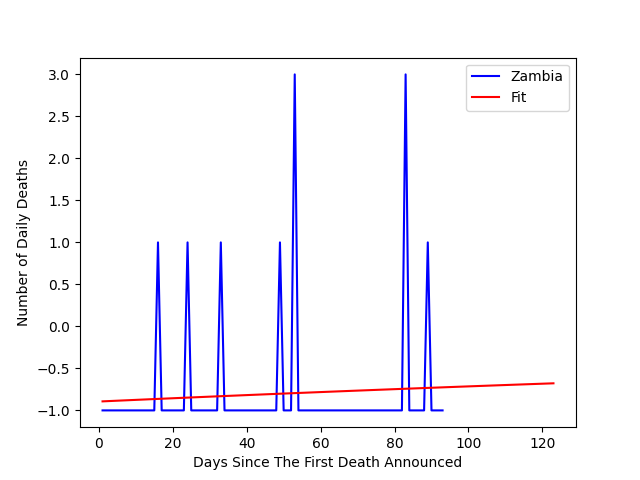 Zambia
Fit
Number of Daily Deaths
3.0
2.5
2.0
1.5
1.0
0.5
0.0
−0.5
−1.0
0 20 40 60 80 100 120
Days Since The First Death Announced